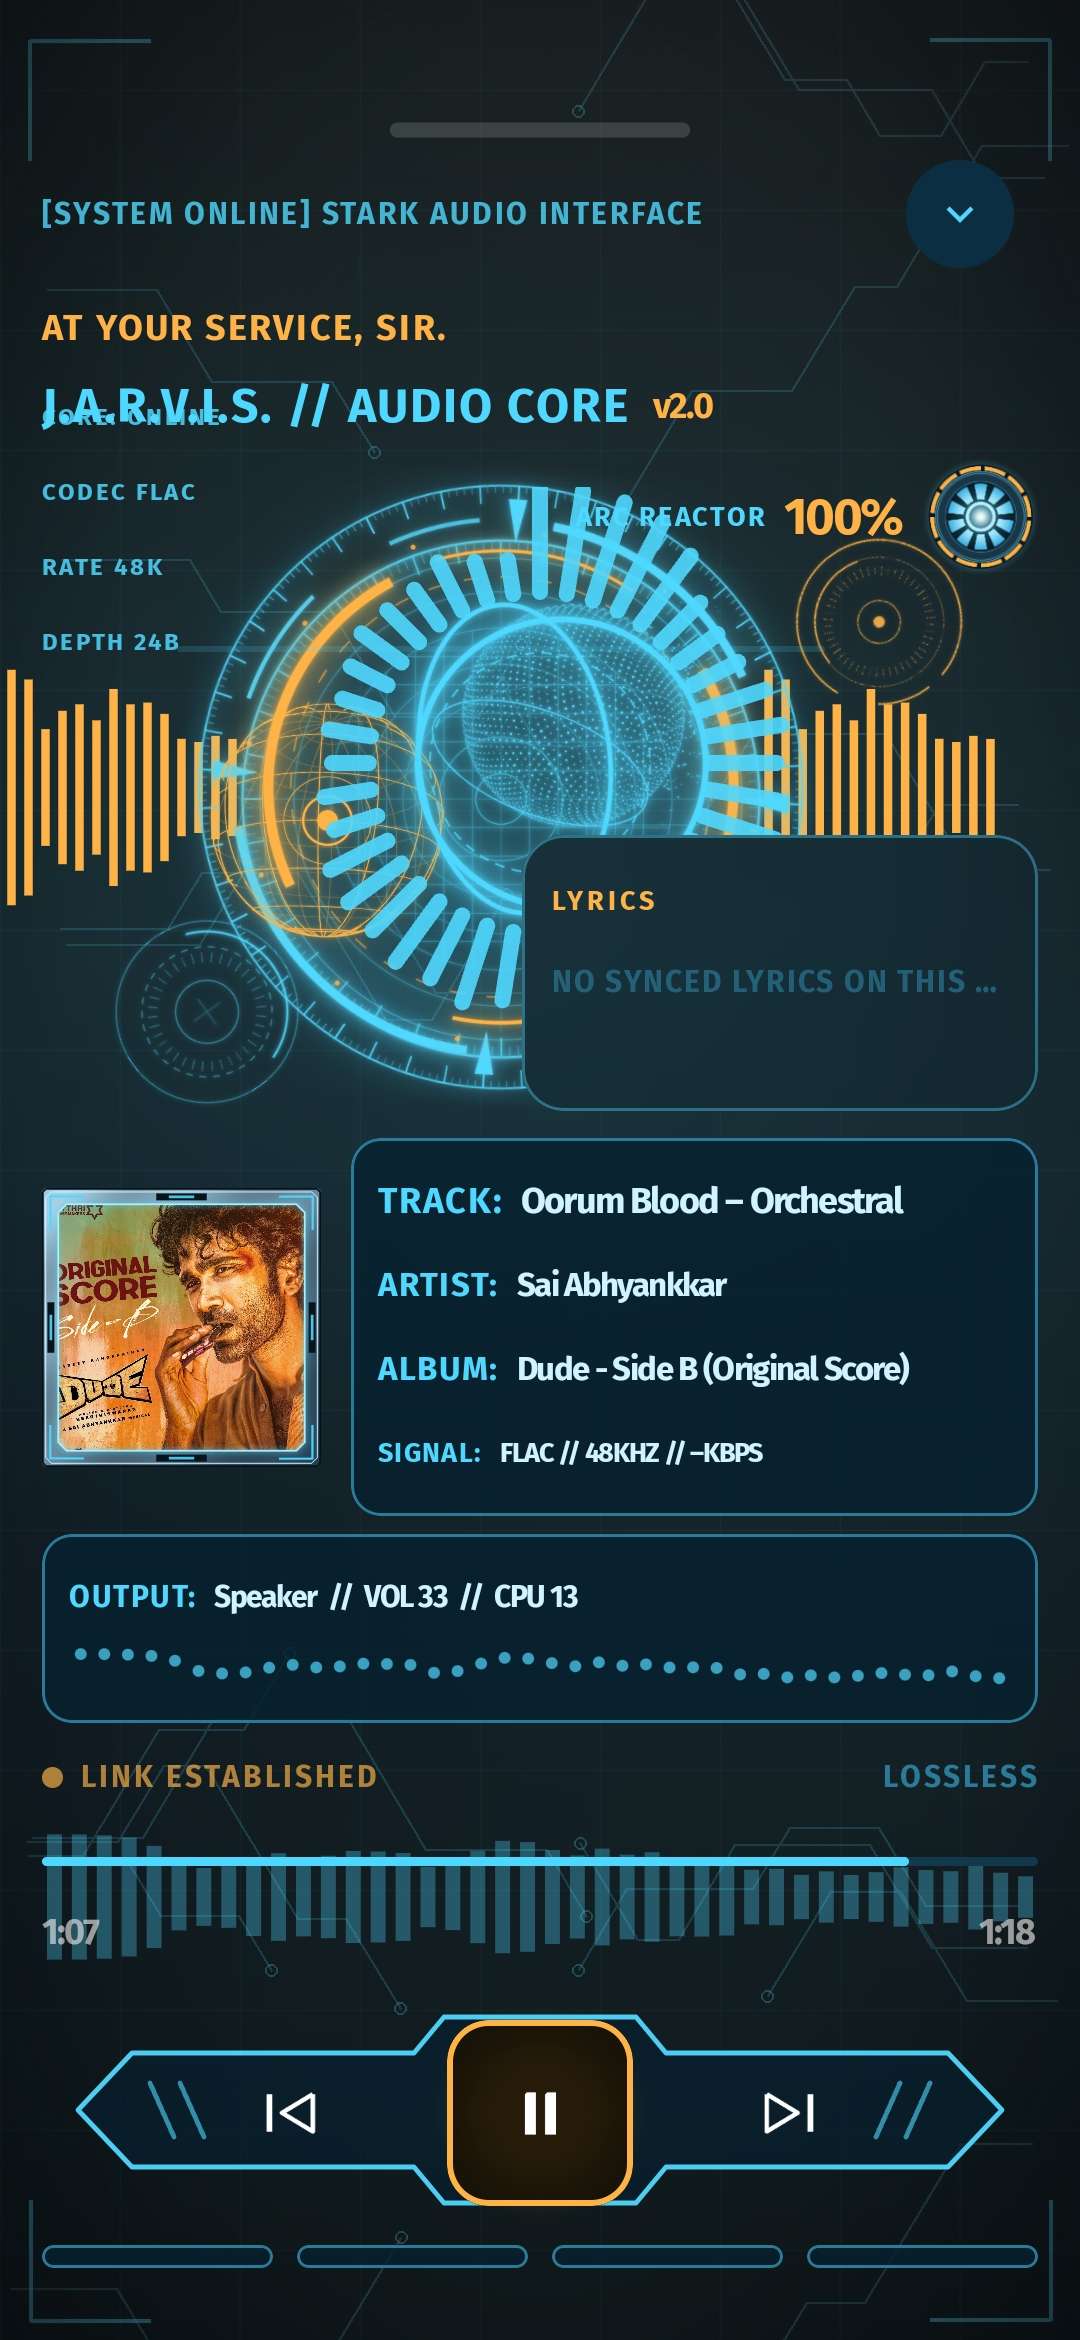 [SYSTEM ONLINE] STARK AUDIO INTERFACE
AT YOUR SERVICE, SIR.
J.A.R.V.I.S. // AUDIO CORE v2.0
CORE: ONLINE
CODEC FLAC
ARC REACTOR 100%
RATE 48K
DEPTH 24B
LYRICS
NO SYNCED LYRICS ON THIS ...
TRACK: Oorum Blood – Orchestral
ARTIST: Sai Abhyankkar
ALBUM: Dude - Side B (Original Score)
SIGNAL: FLAC // 48KHZ // –KBPS
ORIGINAL
SCORE
Side - B
DUDE
OUTPUT: Speaker // VOL 33 // CPU 13
LINK ESTABLISHED
LOSSLESS
1:07
1:18